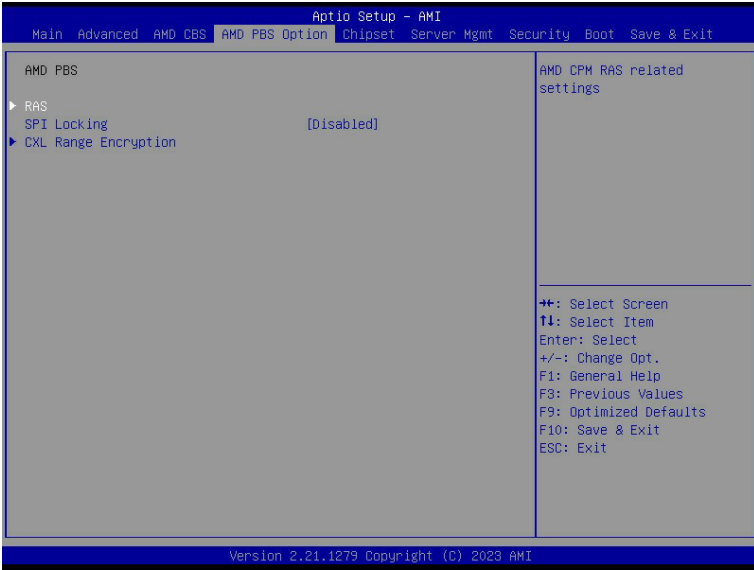 Aptio Setup - AMI
Main Advanced AMD CBS AMD PBS Option Chipset Server Mgmt Security Boot Save & Exit
AMD PBS
RAS
SPI Locking [Disabled]
CXL Range Encryption
AMD CPM RAS related
settings
→←: Select Screen
↑↓: Select Item
Enter: Select
+/-: Change Opt.
F1: General Help
F3: Previous Values
F9: Optimized Defaults
F10: Save & Exit
ESC: Exit
Version 2.21.1279 Copyright (C) 2023 AMI